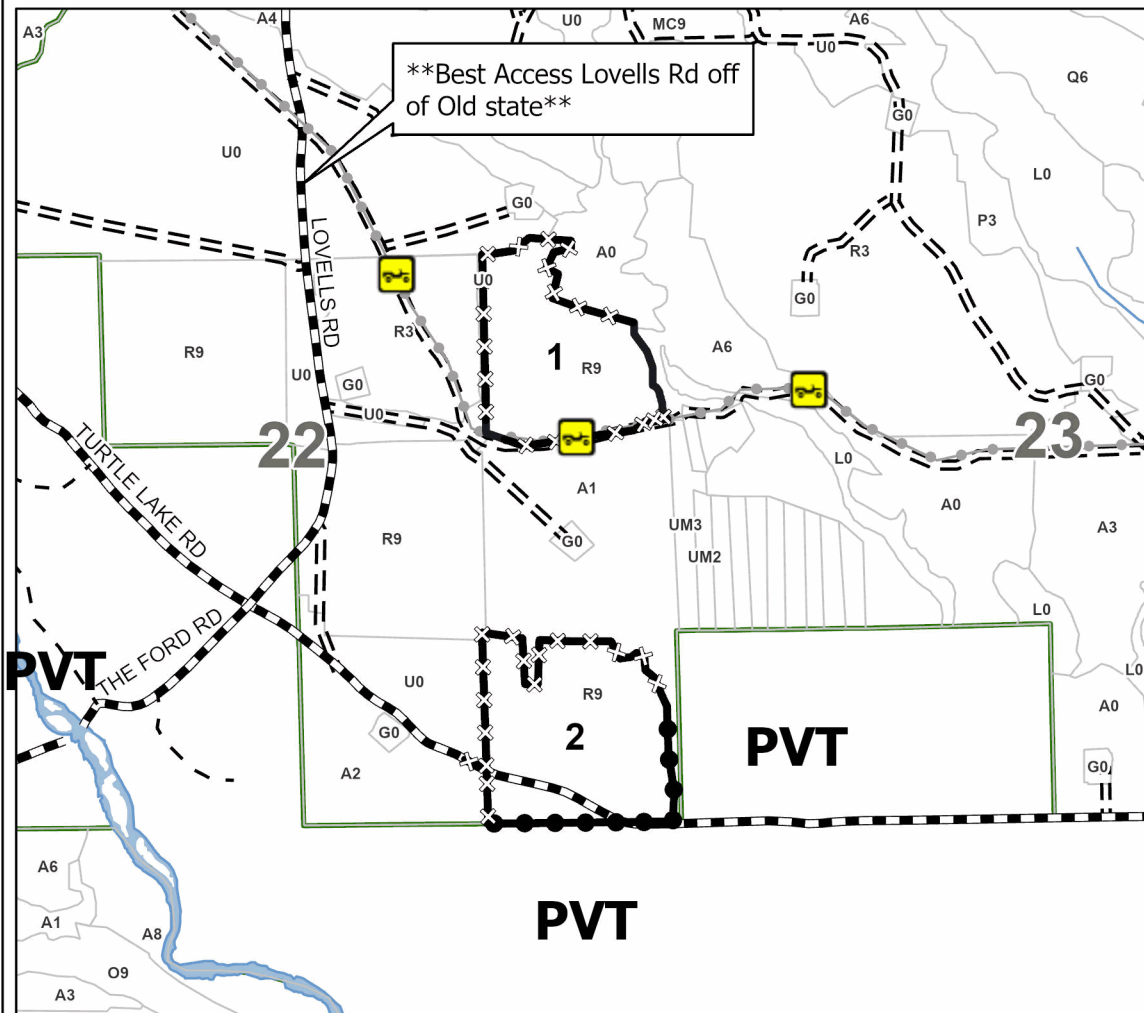 A3
A4
U0
MC9
A6
U0
**Best Access Lovells Rd off
of Old state**
Q6
G0
U0
L0
G0
P3
A0
R3
LOVELLS RD
U0
G0
R3
R9
1
R9
A6
U0
G0
U0
G0
22
23
TURTLE LAKE RD
L0
A1
A0
R9
UM3
A3
G0
UM2
THE FORD RD
L0
PVT
U0
R9
L0
A0
G0
2
PVT
A2
G0
A6
PVT
A1
A8
O9
A3